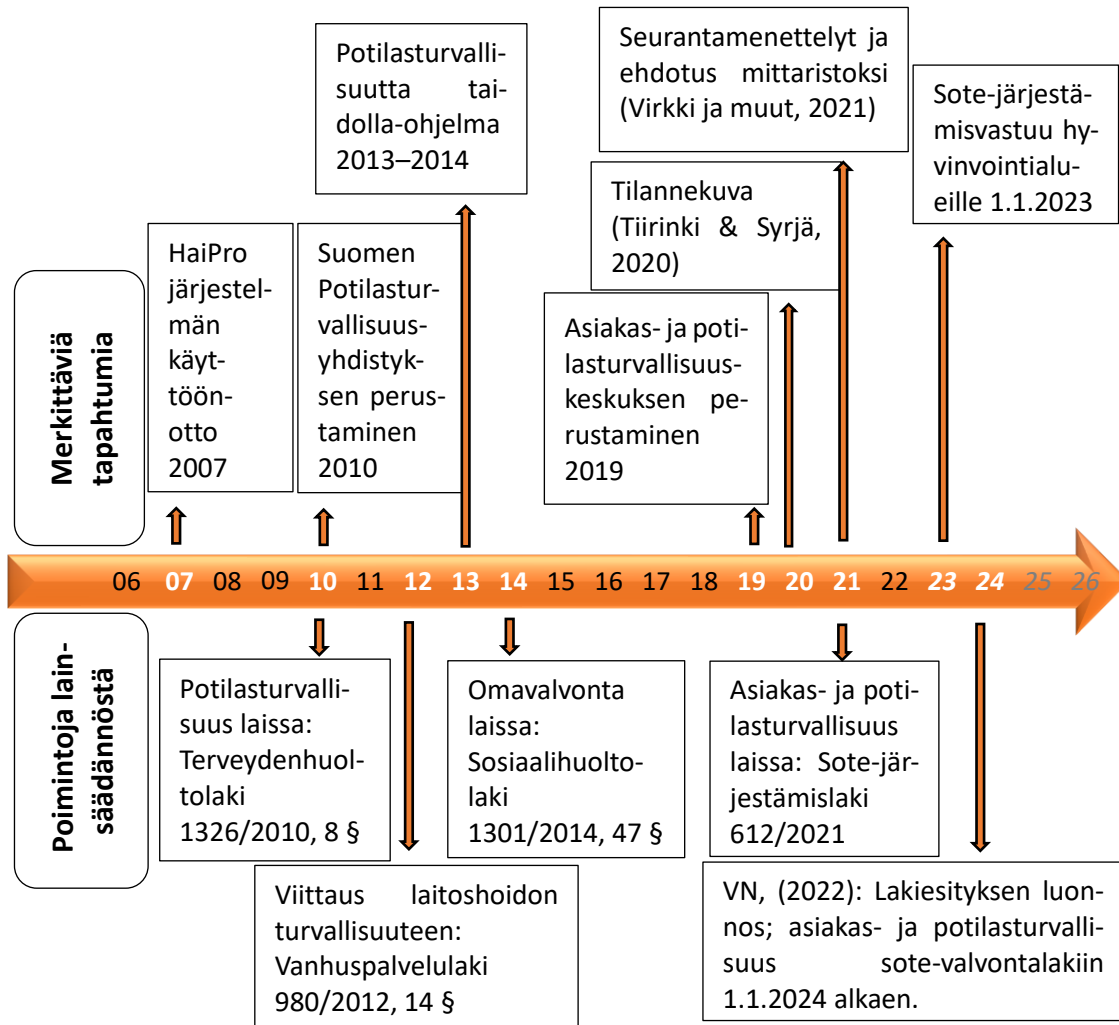 Potilasturvalli-
suutta tai-
dolla-ohjelma
2013–2014
Seurantamenettelyt ja
ehdotus mittaristoksi
(Virkki ja muut, 2021)
Sote-järjestä-
misvastuu hy-
vinvointialu-
eille 1.1.2023
Tilannekuva
(Tiirinki & Syrjä,
2020)
HaiPro
järjestel-
män
käyt-
töön-
otto
2007
Suomen
Potilastur-
vallisuus-
yhdistyk-
sen perus-
taminen
2010
Asiakas- ja poti-
lasturvallisuus-
keskuksen pe-
rustaminen
2019
Merkittäviä
tapahtumia
06 07 08 09 10 11 12 13 14 15 16 17 18 19 20 21 22 23 24 25 26
Poimintoja lain-
säädännöstä
Potilasturvalli-
suus laissa:
Terveydenhuol-
tolaki
1326/2010, 8 §
Omavalvonta
laissa:
Sosiaalihuolto-
laki
1301/2014, 47 §
Asiakas- ja poti-
lasturvallisuus
laissa: Sote-jär-
jestämislaki
612/2021
Viittaus laitoshoidon
turvallisuuteen:
Vanhuspalvelulaki
980/2012, 14 §
VN, (2022): Lakiesityksen luon-
nos; asiakas- ja potilasturvalli-
suus sote-valvontalakiin
1.1.2024 alkaen.